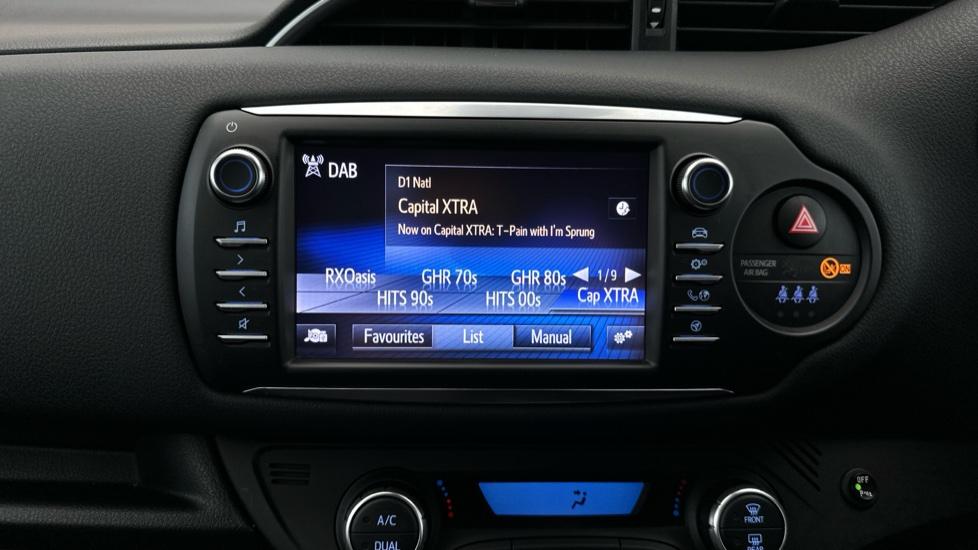 DAB
D1 Natl
Capital XTRA
Now on Capital XTRA: T-Pain with I'm Sprung
RXOasis GHR 70s GHR 80s 1/9
HITS 90s HITS 00s Cap XTRA
Favourites List Manual
PASSENGER
AIR BAG
ON
A/C
DUAL
FRONT
REAR
OFF